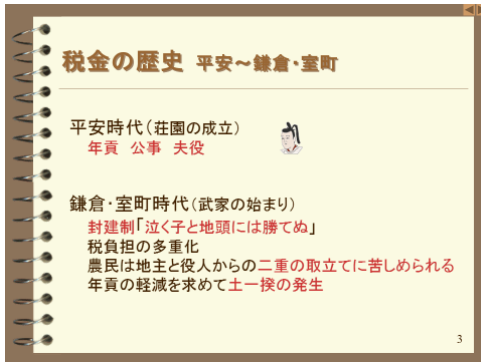 税金の歴史 平安～鎌倉・室町
平安時代（荘園の成立）
年貢 公事 夫役
鎌倉・室町時代（武家の始まり）
封建制「泣く子と地頭には勝てぬ」
税負担の多重化
農民は地主と役人からの二重の取立てに苦しめられる
年貢の軽減を求めて土一揆の発生
3